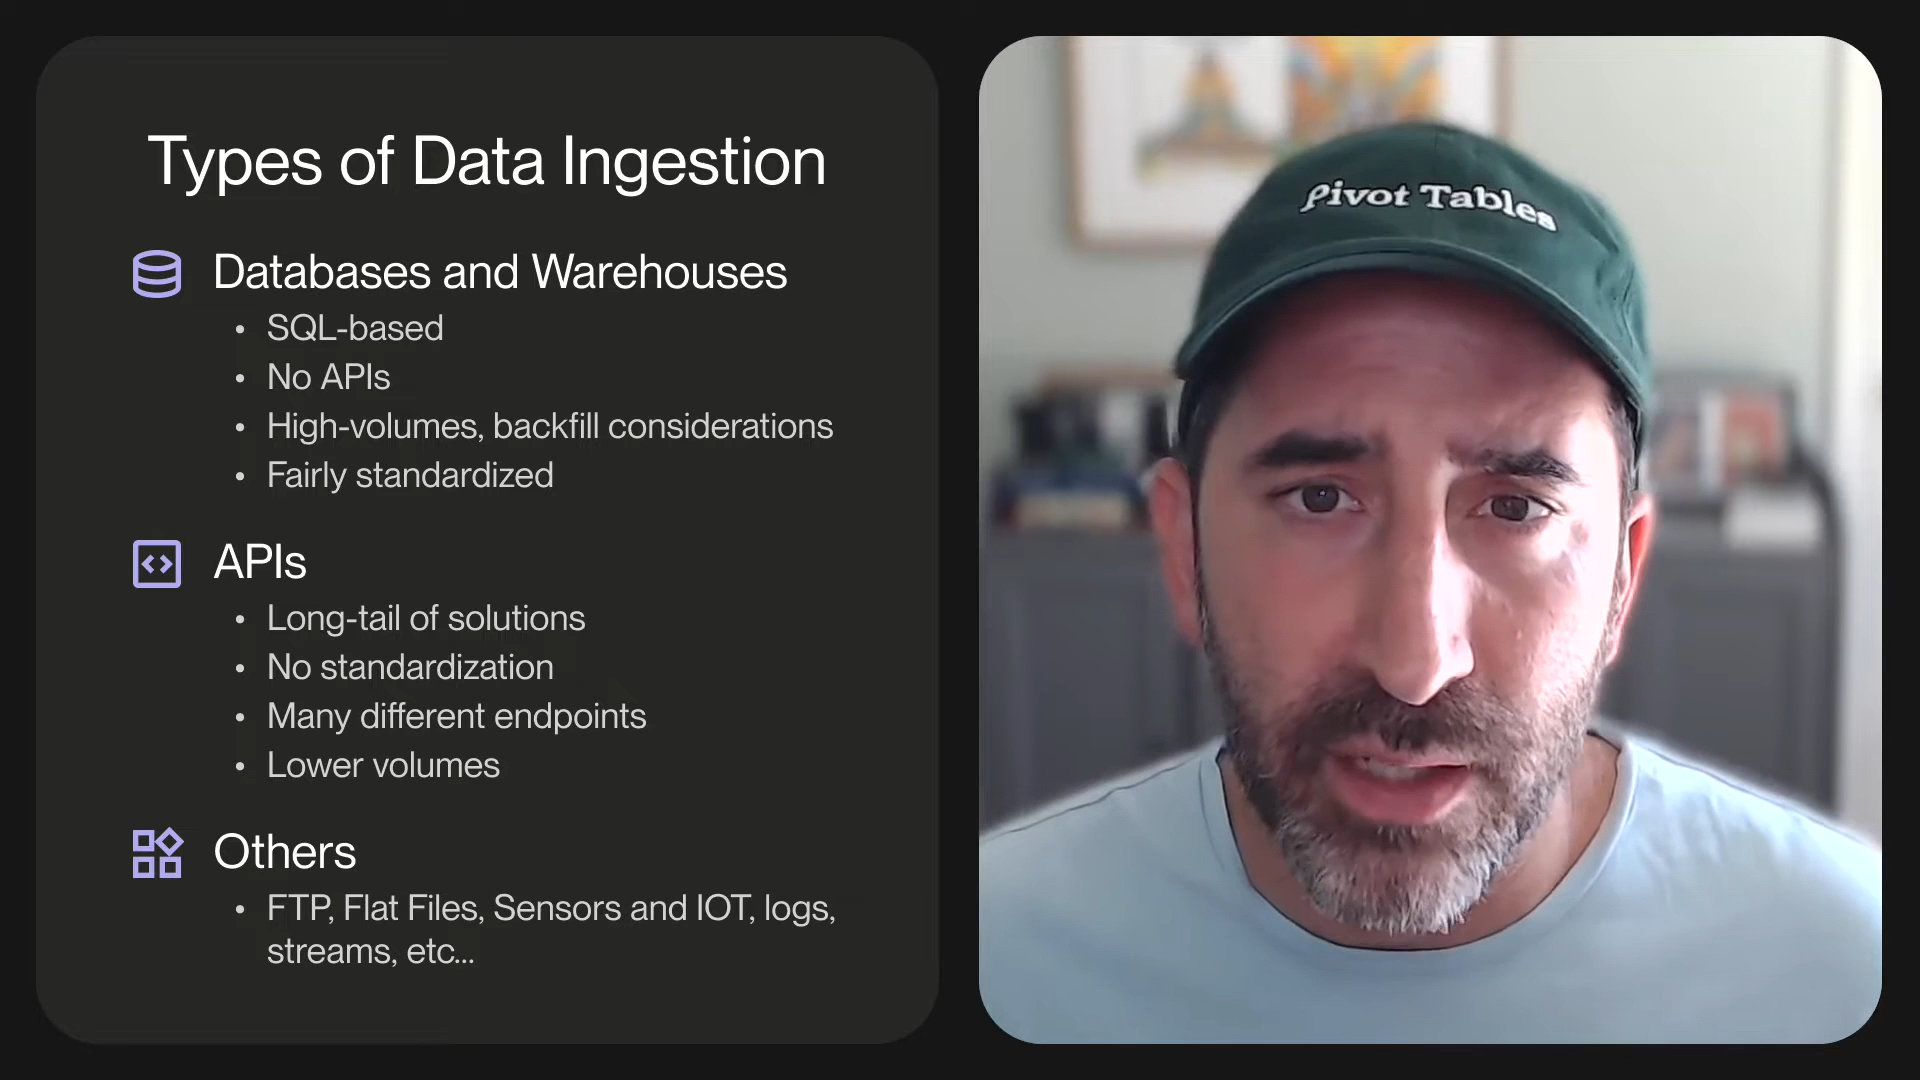 Types of Data Ingestion
Databases and Warehouses
• SQL-based
• No APIs
• High-volumes, backfill considerations
• Fairly standardized
APIs
• Long-tail of solutions
• No standardization
• Many different endpoints
• Lower volumes
Others
• FTP, Flat Files, Sensors and IOT, logs,
streams, etc...
Pivot Tables